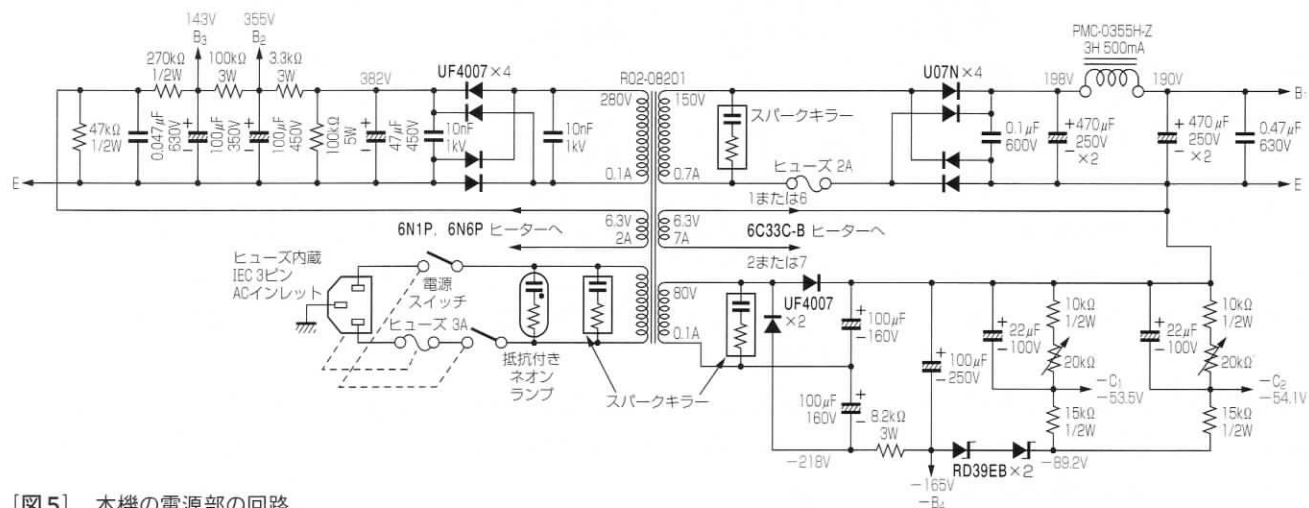 143V
B₃
355V
B₂
270kΩ
1/2W
100kΩ
3W
3.3kΩ
3W
382V
UF4007×4
R02-08201
280V
150V
U07N×4
PMC-0355H-Z
3H 500mA
198V
190V
B₁
47kΩ
1/2W
0.047μF
630V
100μF
350V
100μF
450V
100kΩ
5W
47μF
450V
10nF
1kV
10nF
1kV
スパークキラー
0.1μF
600V
470μF
250V
×2
470μF
250V
×2
0.47μF
630V
E
0.1A
0.7A
ヒューズ 2A
E
1または6
6N1P, 6N6P ヒーターへ
6.3V
2A
6.3V
7A
6C33C-B ヒーターへ
2または7
ヒューズ内蔵
IEC 3ピン
ACインレット
電源
スイッチ
ヒューズ 3A
抵抗付き
ネオン
ランプ
スパークキラー
80V
0.1A
UF4007
×2
100μF
160V
100μF
160V
100μF
250V
8.2kΩ
3W
22μF
100V
10kΩ
1/2W
20kΩ
22μF
100V
10kΩ
1/2W
20kΩ
−C₁
−53.5V
−C₂
−54.1V
15kΩ
1/2W
15kΩ
1/2W
−218V
RD39EB×2
−89.2V
−165V
−B₄
[図5] 本機の電源部の回路